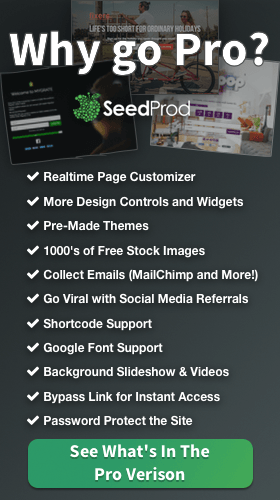 Why go Pro?
LIFE'S TOO SHORT FOR ORDINARY HOLIDAYS
SeedProd
Realtime Page Customizer
More Design Controls and Widgets
Pre-Made Themes
1000's of Free Stock Images
Collect Emails (MailChimp and More!)
Go Viral with Social Media Referrals
Shortcode Support
Google Font Support
Background Slideshow & Videos
Bypass Link for Instant Access
Password Protect the Site
See What's In The
Pro Verison